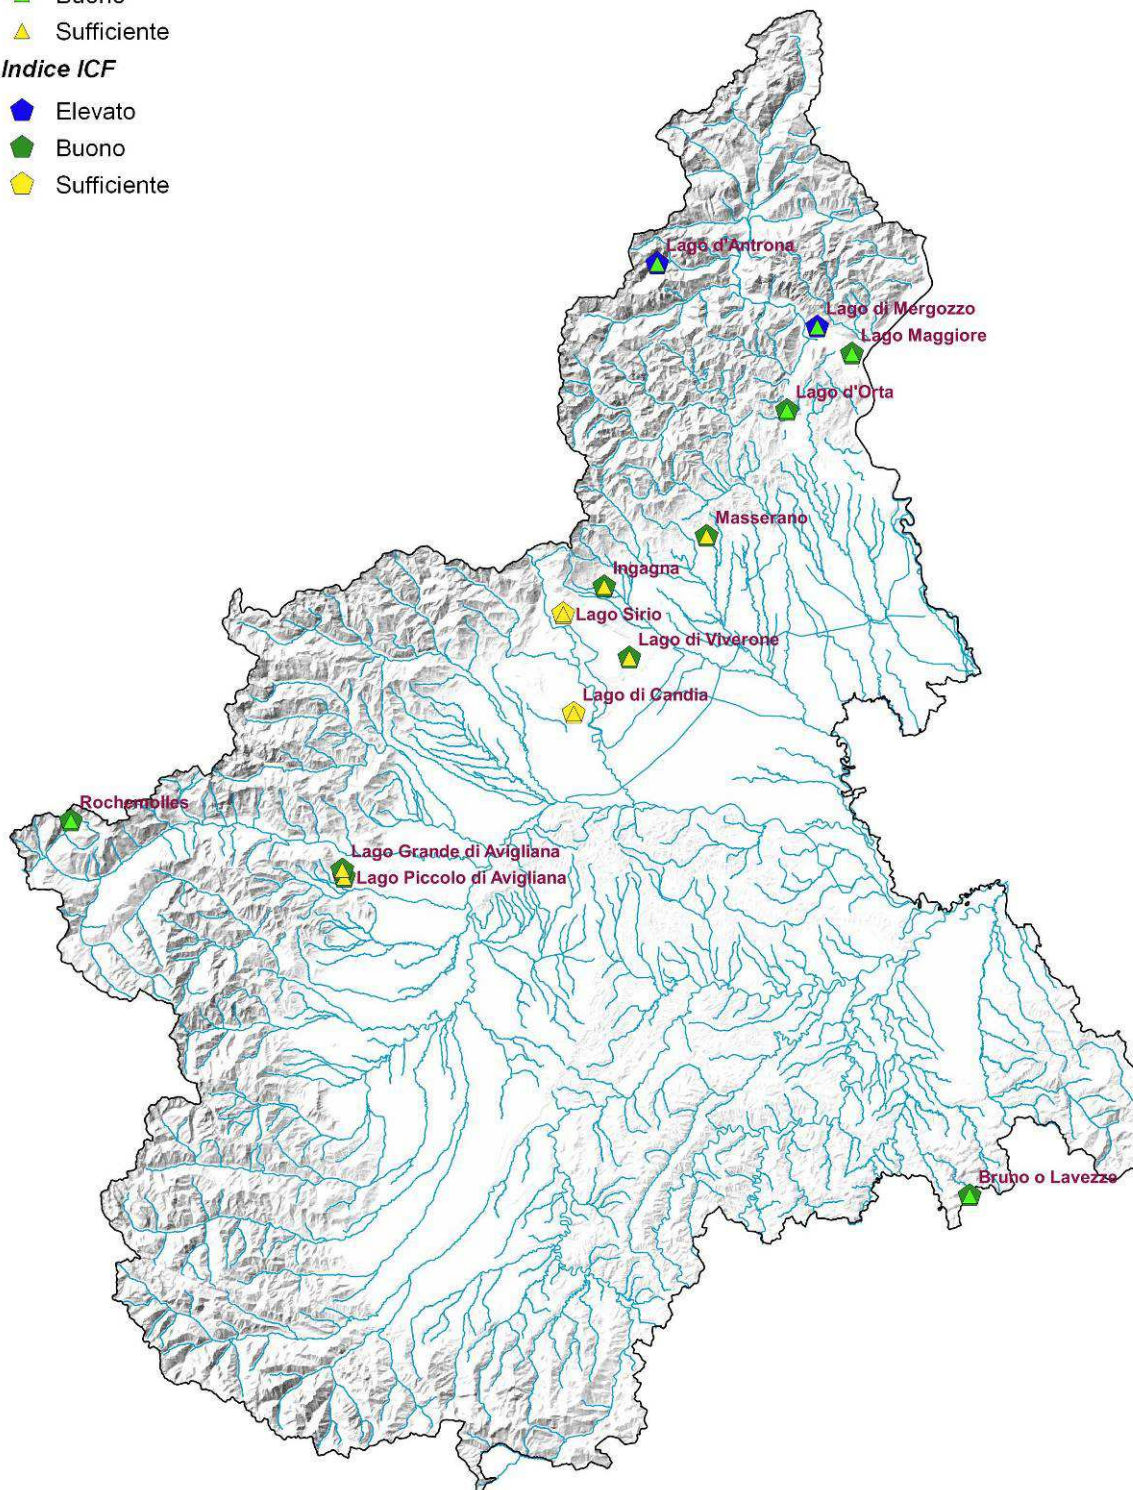 Buono
Sufficiente
Indice ICF
Elevato
Buono
Sufficiente
Lago d'Antrona
Lago di Mergozzo
Lago Maggiore
Lago d'Orta
Masserano
Ingagna
Lago Sirio
Lago di Viverone
Lago di Candia
Rochemolles
Lago Grande di Avigliana
Lago Piccolo di Avigliana
Bruno o Lavezze